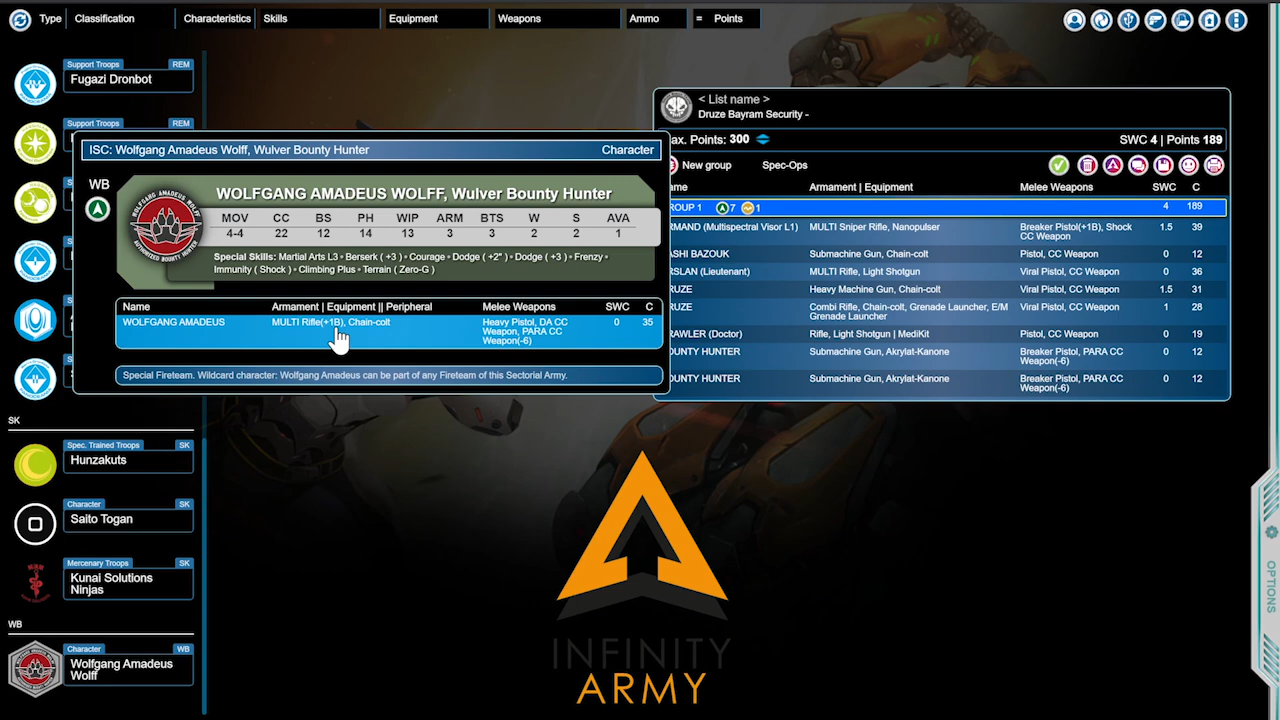 Type Classification Characteristics Skills Equipment Weapons Ammo = Points
Support Troops REM
Fugazi Dronbot
Support Troops REM
SK
Spec. Trained Troops SK
Hunzakuts
Character SK
Saito Togan
Mercenary Troops SK
Kunai Solutions
Ninjas
WB
Character WB
Wolfgang Amadeus
Wolff
ISC: Wolfgang Amadeus Wolff, Wulver Bounty Hunter Character
WB
WOLFGANG AMADEUS WOLFF, Wulver Bounty Hunter
MOV CC BS PH WIP ARM BTS W S AVA
4-4 22 12 14 13 3 3 2 2 1
Special Skills: Martial Arts L3 • Berserk ( +3 ) • Courage • Dodge ( +2" ) • Dodge ( +3 ) • Frenzy •
Immunity ( Shock ) • Climbing Plus • Terrain ( Zero-G )
WOLFGANG AMADEUS WOLFF
AUTHORIZED BOUNTY HUNTER
Name Armament | Equipment || Peripheral Melee Weapons SWC C
WOLFGANG AMADEUS MULTI Rifle(+1B), Chain-colt Heavy Pistol, DA CC 0 35
Weapon, PARA CC
Weapon(-6)
Special Fireteam. Wildcard character: Wolfgang Amadeus can be part of any Fireteam of this Sectorial Army.
< List name >
Druze Bayram Security -
ax. Points: 300 SWC 4 | Points 189
New group Spec-Ops
ame Armament | Equipment Melee Weapons SWC C
ROUP 1 7 1 4 189
RMAND (Multispectral Visor L1) MULTI Sniper Rifle, Nanopulser Breaker Pistol(+1B), Shock 1.5 39
CC Weapon
ASHI BAZOUK Submachine Gun, Chain-colt Pistol, CC Weapon 0 12
RSLAN (Lieutenant) MULTI Rifle, Light Shotgun Viral Pistol, CC Weapon 0 36
RUZE Heavy Machine Gun, Chain-colt Viral Pistol, CC Weapon 1.5 31
RUZE Combi Rifle, Chain-colt, Grenade Launcher, E/M Viral Pistol, CC Weapon 1 28
Grenade Launcher
RAWLER (Doctor) Rifle, Light Shotgun | MediKit Pistol, CC Weapon 0 19
OUNTY HUNTER Submachine Gun, Akrylat-Kanone Breaker Pistol, PARA CC 0 12
Weapon(-6)
OUNTY HUNTER Submachine Gun, Akrylat-Kanone Breaker Pistol, PARA CC 0 12
Weapon(-6)
INFINITY
ARMY
OPTIONS